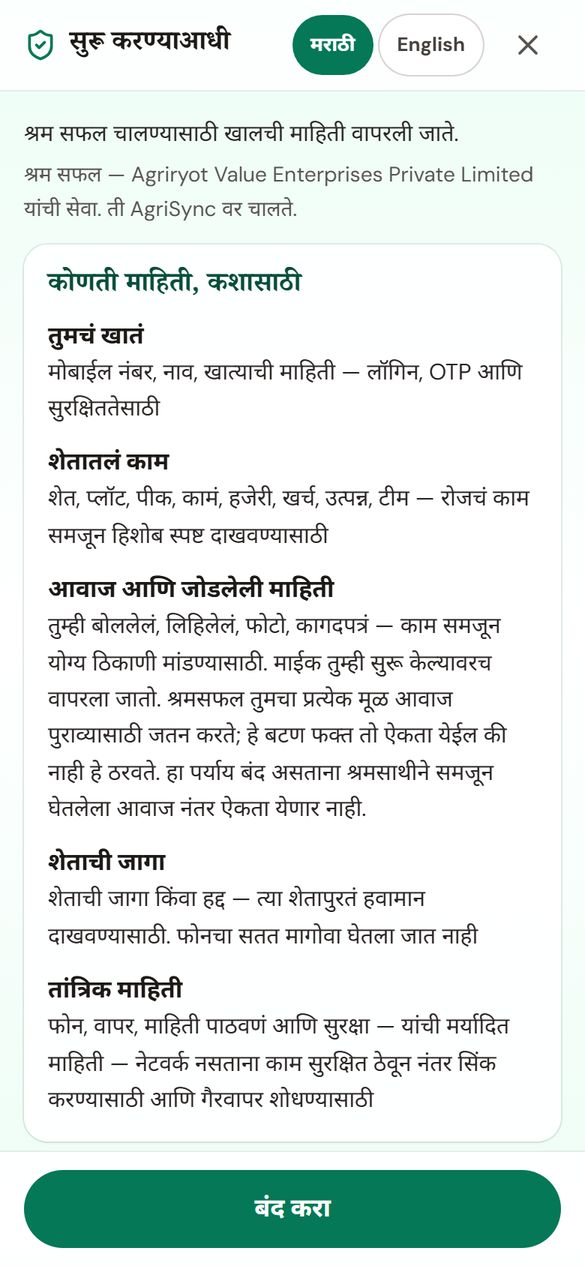 सुरू करण्याआधी
मराठी
English
श्रम सफल चालण्यासाठी खालची माहिती वापरली जाते.
श्रम सफल — Agriryot Value Enterprises Private Limited
यांची सेवा. ती AgriSync वर चालते.
कोणती माहिती, कशासाठी
तुमचं खातं
मोबाईल नंबर, नाव, खात्याची माहिती — लॉगिन, OTP आणि
सुरक्षिततेसाठी
शेतातलं काम
शेत, प्लॉट, पीक, कामं, हजेरी, खर्च, उत्पन्न, टीम — रोजचं काम
समजून हिशोब स्पष्ट दाखवण्यासाठी
आवाज आणि जोडलेली माहिती
तुम्ही बोललेलं, लिहिलेलं, फोटो, कागदपत्रं — काम समजून
योग्य ठिकाणी मांडण्यासाठी. माईक तुम्ही सुरू केल्यावरच
वापरला जातो. श्रमसफल तुमचा प्रत्येक मूळ आवाज
पुराव्यासाठी जतन करते; हे बटण फक्त तो ऐकता येईल की
नाही हे ठरवते. हा पर्याय बंद असताना श्रमसाथीने समजून
घेतलेला आवाज नंतर ऐकता येणार नाही.
शेताची जागा
शेताची जागा किंवा हद्द — त्या शेतापुरतं हवामान
दाखवण्यासाठी. फोनचा सतत मागोवा घेतला जात नाही
तांत्रिक माहिती
फोन, वापर, माहिती पाठवणं आणि सुरक्षा — यांची मर्यादित
माहिती — नेटवर्क नसताना काम सुरक्षित ठेवून नंतर सिंक
करण्यासाठी आणि गैरवापर शोधण्यासाठी
बंद करा